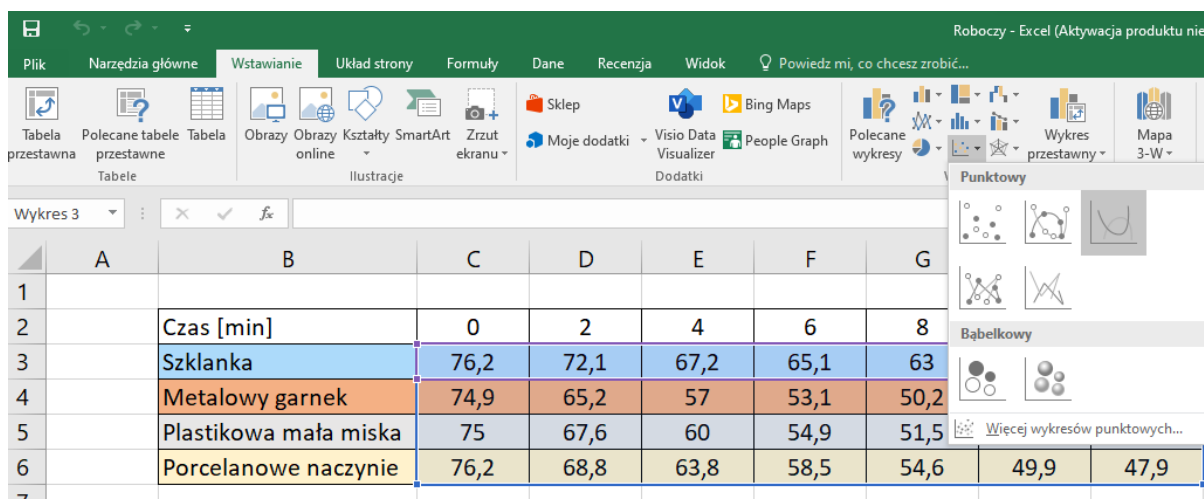 Roboczy - Excel (Aktywacja produktu nie
Plik Narzędzia główne Wstawianie Układ strony Formuły Dane Recenzja Widok Powiedz mi, co chcesz zrobić...
Tabela przestawna
Polecane tabele przestawne
Tabela
Tabele
Obrazy
Obrazy online
Kształty
SmartArt
Zrzut ekranu
Ilustracje
Sklep
Moje dodatki
Visio Data Visualizer
Bing Maps
People Graph
Dodatki
Polecane wykresy
Wykres przestawny
Mapa 3-W
Punktowy
Bąbelkowy
Więcej wykresów punktowych...
Wykres 3 fx
A B C D E F G
1
2 Czas [min] 0 2 4 6 8
3 Szklanka 76,2 72,1 67,2 65,1 63
4 Metalowy garnek 74,9 65,2 57 53,1 50,2
5 Plastikowa mała miska 75 67,6 60 54,9 51,5
6 Porcelanowe naczynie 76,2 68,8 63,8 58,5 54,6 49,9 47,9